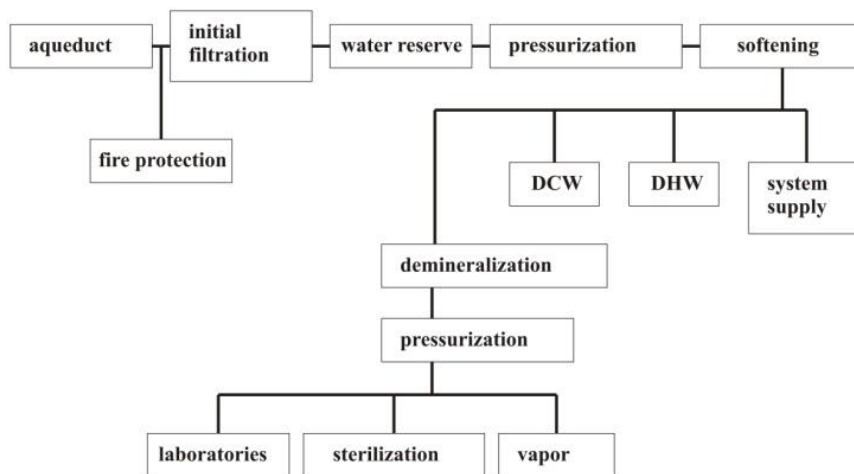 aqueduct
initial
filtration
water reserve
pressurization
softening
fire protection
DCW
DHW
system
supply
demineralization
pressurization
laboratories
sterilization
vapor